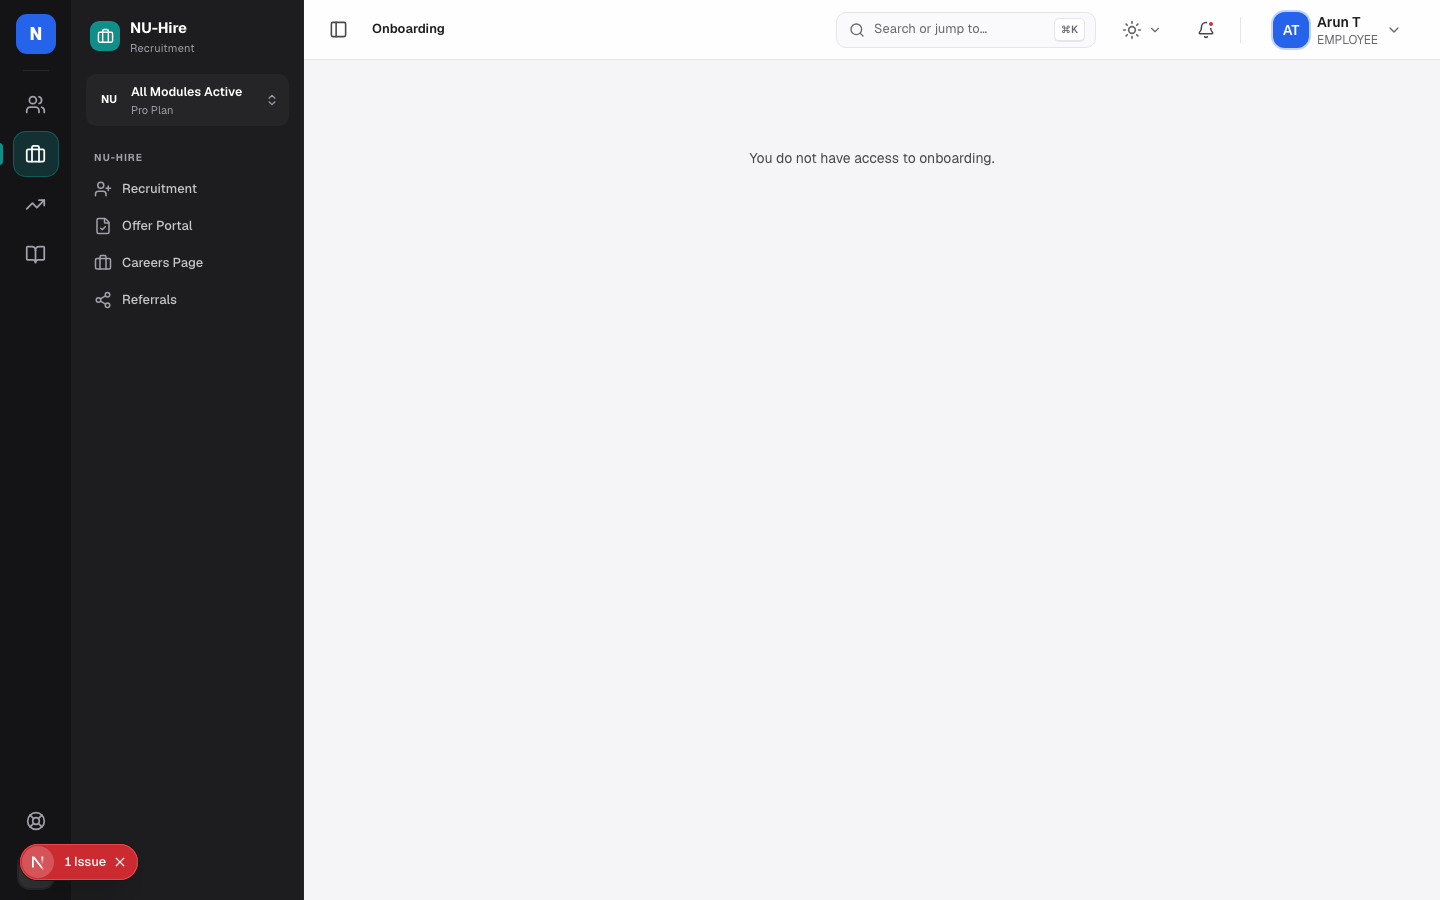 N
NU-Hire
Recruitment
NU
All Modules Active
Pro Plan
NU-HIRE
Recruitment
Offer Portal
Careers Page
Referrals
N
1 Issue
Onboarding
Search or jump to...
⌘K
AT
Arun T
EMPLOYEE
You do not have access to onboarding.